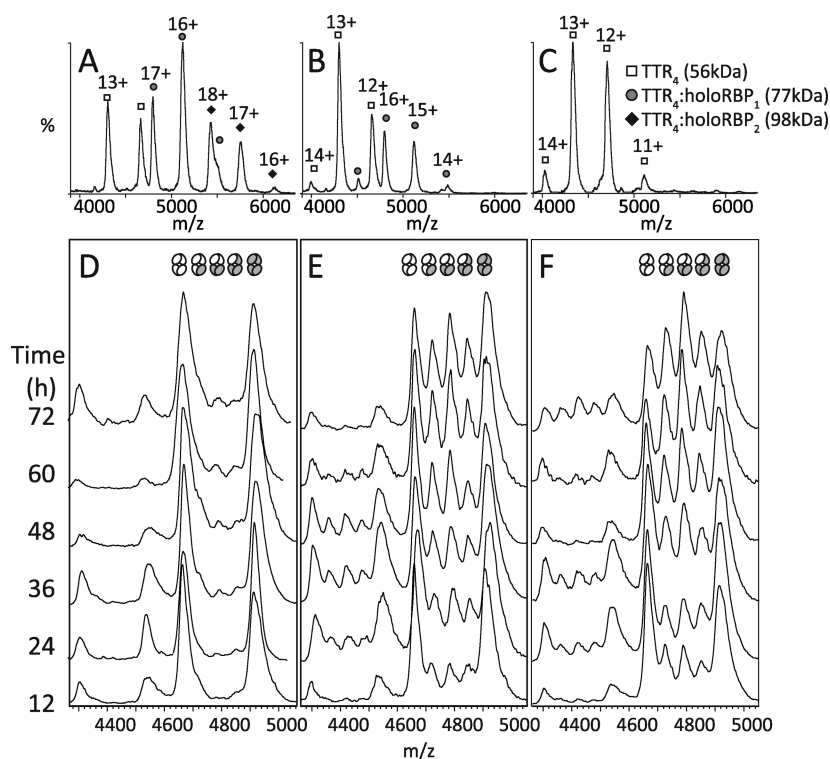 A
B
C
16+
17+
13+
18+
17+
16+
13+
12+
16+
15+
14+
14+
13+
12+
14+
11+
TTR4 (56kDa)
TTR4:holoRBP1 (77kDa)
TTR4:holoRBP2 (98kDa)
%
4000 5000 6000
4000 5000 6000
4000 5000 6000
m/z
m/z
m/z
D
E
F
Time
(h)
72
60
48
36
24
12
4400 4600 4800 5000
4400 4600 4800 5000
4400 4600 4800 5000
m/z